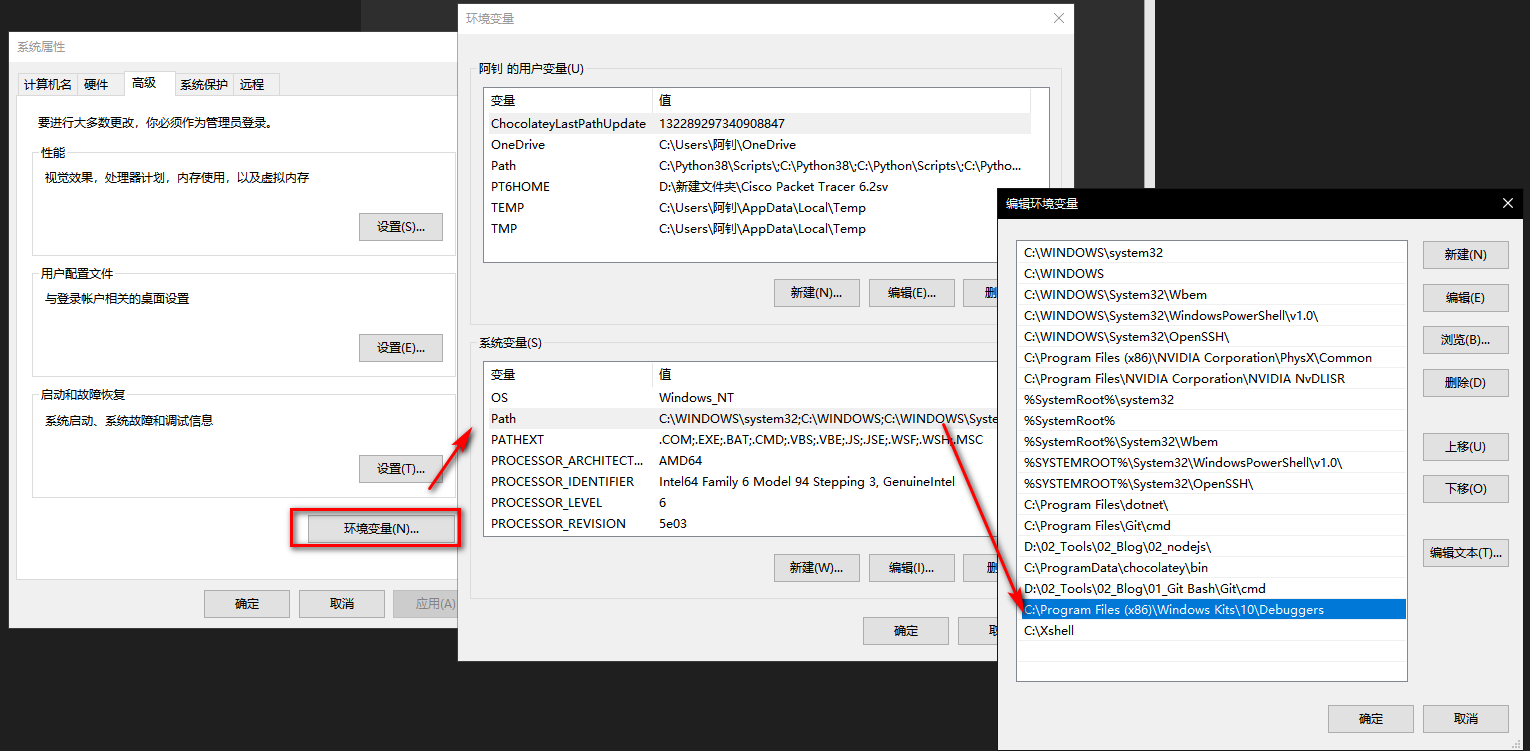 系统属性
计算机名 硬件 高级 系统保护 远程
要进行大多数更改，你必须作为管理员登录。
性能
视觉效果，处理器计划，内存使用，以及虚拟内存
设置(S)...
用户配置文件
与登录帐户相关的桌面设置
设置(E)...
启动和故障恢复
系统启动、系统故障和调试信息
设置(T)...
环境变量(N)...
确定 取消 应用(A)
环境变量
阿钊 的用户变量(U)
变量 值
ChocolateyLastPathUpdate 132289297340908847
OneDrive C:\Users\阿钊\OneDrive
Path C:\Python38\Scripts\;C:\Python38\;C:\Python\Scripts\;C:\Pytho...
PT6HOME D:\新建文件夹\Cisco Packet Tracer 6.2sv
TEMP C:\Users\阿钊\AppData\Local\Temp
TMP C:\Users\阿钊\AppData\Local\Temp
新建(N)... 编辑(E)... 删
系统变量(S)
变量 值
OS Windows_NT
Path C:\WINDOWS\system32;C:\WINDOWS;C:\WINDOWS\Syste
PATHEXT .COM;.EXE;.BAT;.CMD;.VBS;.VBE;.JS;.JSE;.WSF;.WSH;.MSC
PROCESSOR_ARCHITECT... AMD64
PROCESSOR_IDENTIFIER Intel64 Family 6 Model 94 Stepping 3, GenuineIntel
PROCESSOR_LEVEL 6
PROCESSOR_REVISION 5e03
新建(W)... 编辑(I)... 删
确定 取
编辑环境变量
C:\WINDOWS\system32
C:\WINDOWS
C:\WINDOWS\System32\Wbem
C:\WINDOWS\System32\WindowsPowerShell\v1.0\
C:\WINDOWS\System32\OpenSSH\
C:\Program Files (x86)\NVIDIA Corporation\PhysX\Common
C:\Program Files\NVIDIA Corporation\NVIDIA NvDLISR
%SystemRoot%\system32
%SystemRoot%
%SystemRoot%\System32\Wbem
%SYSTEMROOT%\System32\WindowsPowerShell\v1.0\
%SYSTEMROOT%\System32\OpenSSH\
C:\Program Files\dotnet\
C:\Program Files\Git\cmd
D:\02_Tools\02_Blog\02_nodejs\
C:\ProgramData\chocolatey\bin
D:\02_Tools\02_Blog\01_Git Bash\Git\cmd
C:\Program Files (x86)\Windows Kits\10\Debuggers
C:\Xshell
新建(N)
编辑(E)
浏览(B)...
删除(D)
上移(U)
下移(O)
编辑文本(T)...
确定 取消